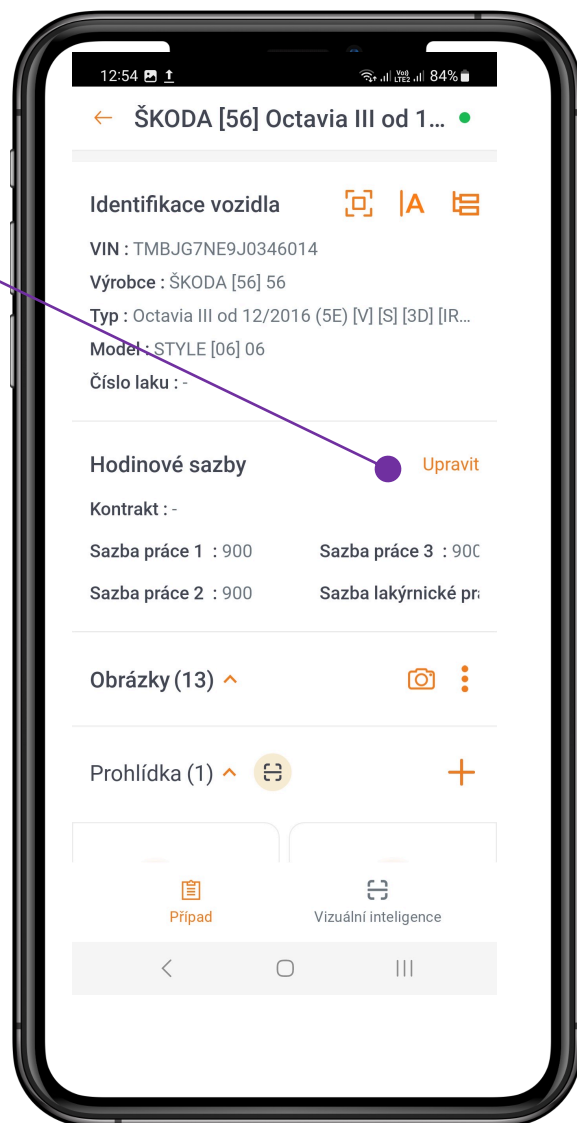 12:54 84%
ŠKODA [56] Octavia III od 1...
Identifikace vozidla
VIN : TMBJG7NE9J0346014
Výrobce : ŠKODA [56] 56
Typ : Octavia III od 12/2016 (5E) [V] [S] [3D] [IR...
Model : STYLE [06] 06
Číslo laku : -
Hodinové sazby Upravit
Kontrakt : -
Sazba práce 1 : 900 Sazba práce 3 : 900
Sazba práce 2 : 900 Sazba lakýrnické
Obrázky (13)
Prohlídka (1)
Případ Vizuální inteligence